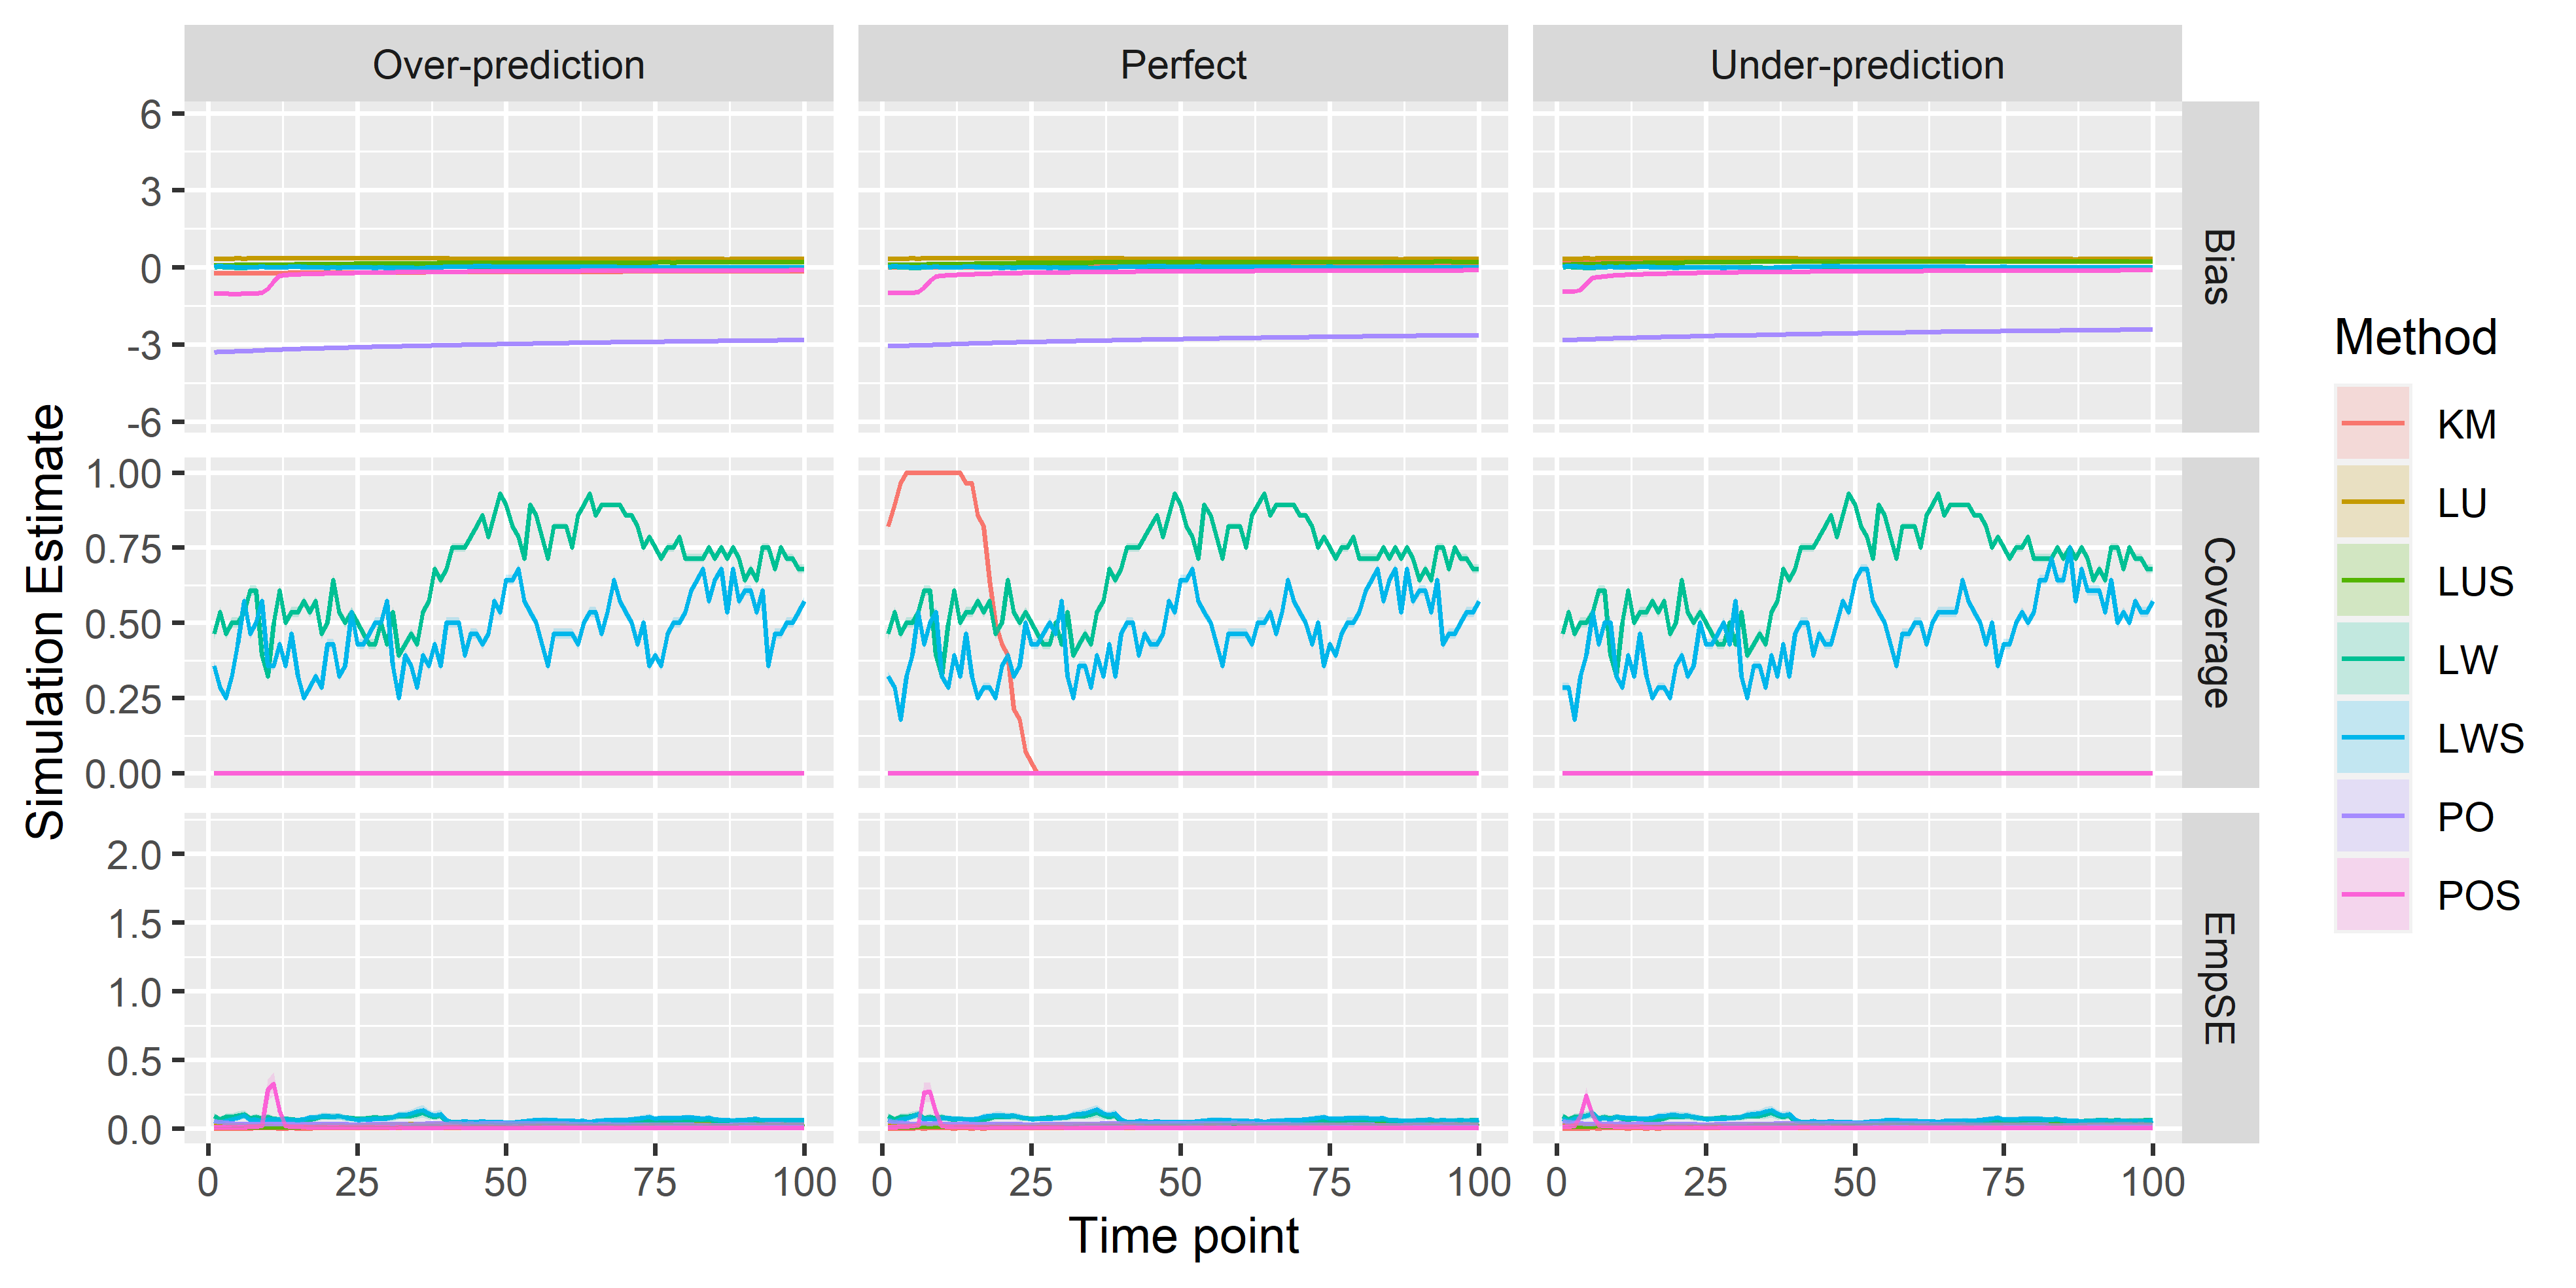 Over-prediction
Perfect
Under-prediction
6
3
0
-3
-6
Bias
1.00
0.75
0.50
0.25
0.00
Coverage
2.0
1.5
1.0
0.5
0.0
EmpSE
0 25 50 75 100
0 25 50 75 100
0 25 50 75 100
Time point
Simulation Estimate
Method
KM
LU
LUS
LW
LWS
PO
POS